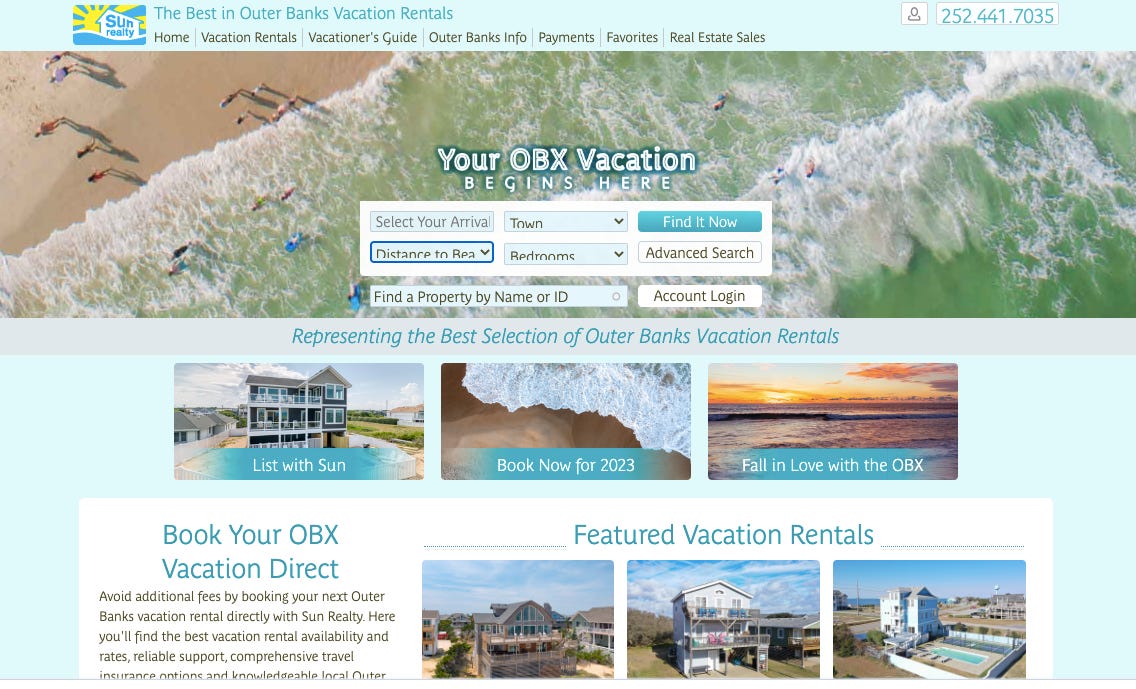 Sun
realty
The Best in Outer Banks Vacation Rentals
252.441.7035
Home Vacation Rentals Vacationer's Guide Outer Banks Info Payments Favorites Real Estate Sales
Your OBX Vacation
BEGINS HERE
Select Your Arrival Town Find It Now
Distance to Bea Bedrooms Advanced Search
Find a Property by Name or ID Account Login
Representing the Best Selection of Outer Banks Vacation Rentals
List with Sun Book Now for 2023 Fall in Love with the OBX
Book Your OBX
Vacation Direct
Avoid additional fees by booking your next Outer
Banks vacation rental directly with Sun Realty. Here
you'll find the best vacation rental availability and
rates, reliable support, comprehensive travel
insurance options and knowledgeable local Outer
Featured Vacation Rentals